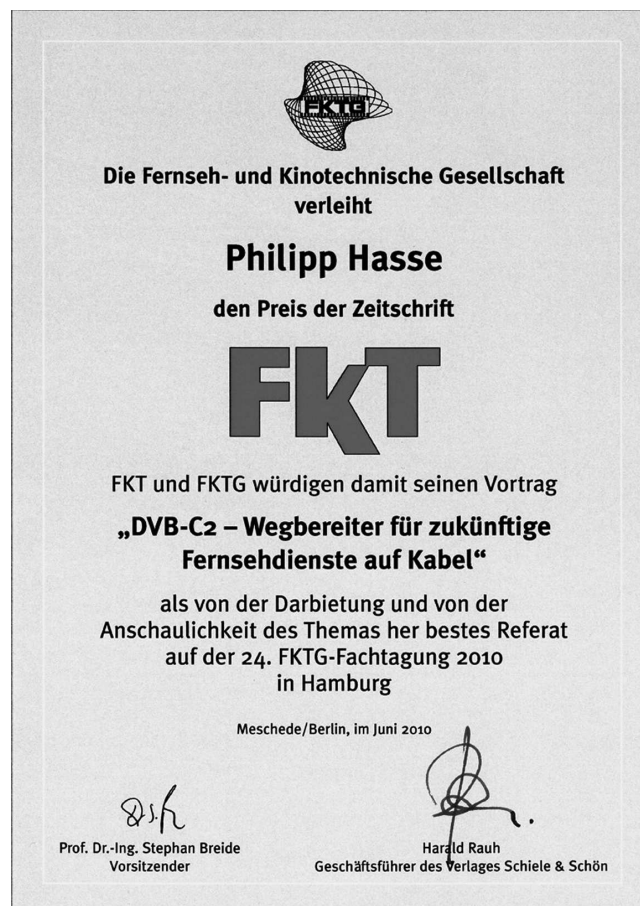 FKTG
Die Fernseh- und Kinotechnische Gesellschaft
verleiht
Philipp Hasse
den Preis der Zeitschrift
FKT
FKT und FKTG würdigen damit seinen Vortrag
„DVB-C2 – Wegbereiter für zukünftige
Fernsehdienste auf Kabel“
als von der Darbietung und von der
Anschaulichkeit des Themas her bestes Referat
auf der 24. FKTG-Fachtagung 2010
in Hamburg
Meschede/Berlin, im Juni 2010
Prof. Dr.-Ing. Stephan Breide
Vorsitzender
Harald Rauh
Geschäftsführer des Verlages Schiele & Schön